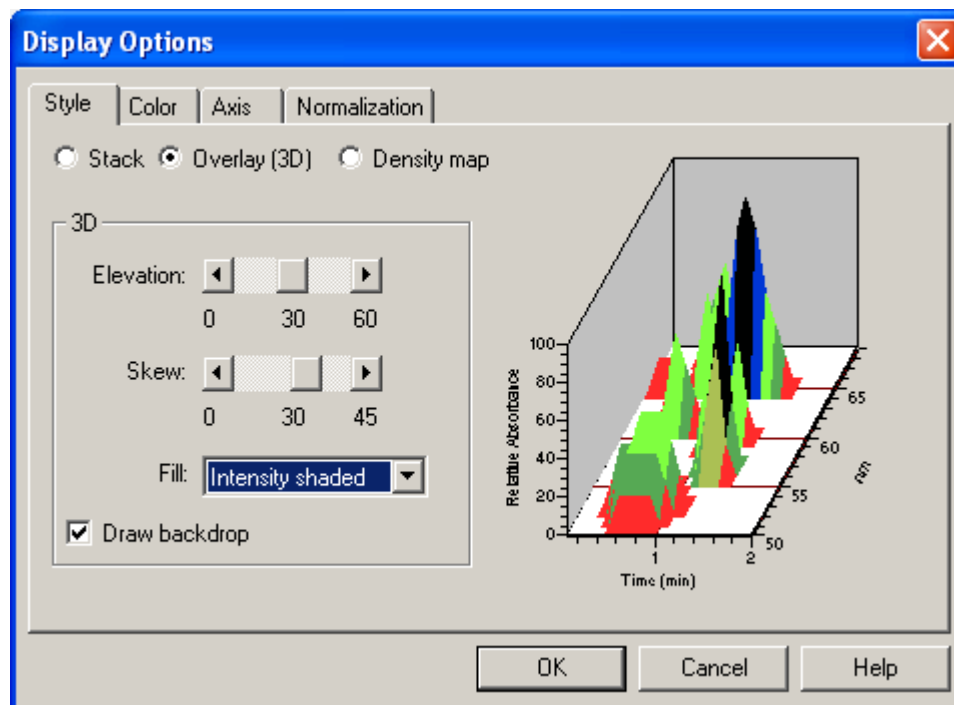 Display Options
Style Color Axis Normalization
Stack Overlay (3D) Density map
3D
Elevation:
0 30 60
Skew:
0 30 45
Fill: Intensity shaded
Draw backdrop
Relative Absorbance
100
80
60
40
20
0
1 2
Time (min)
50
55
60
65
OK Cancel Help